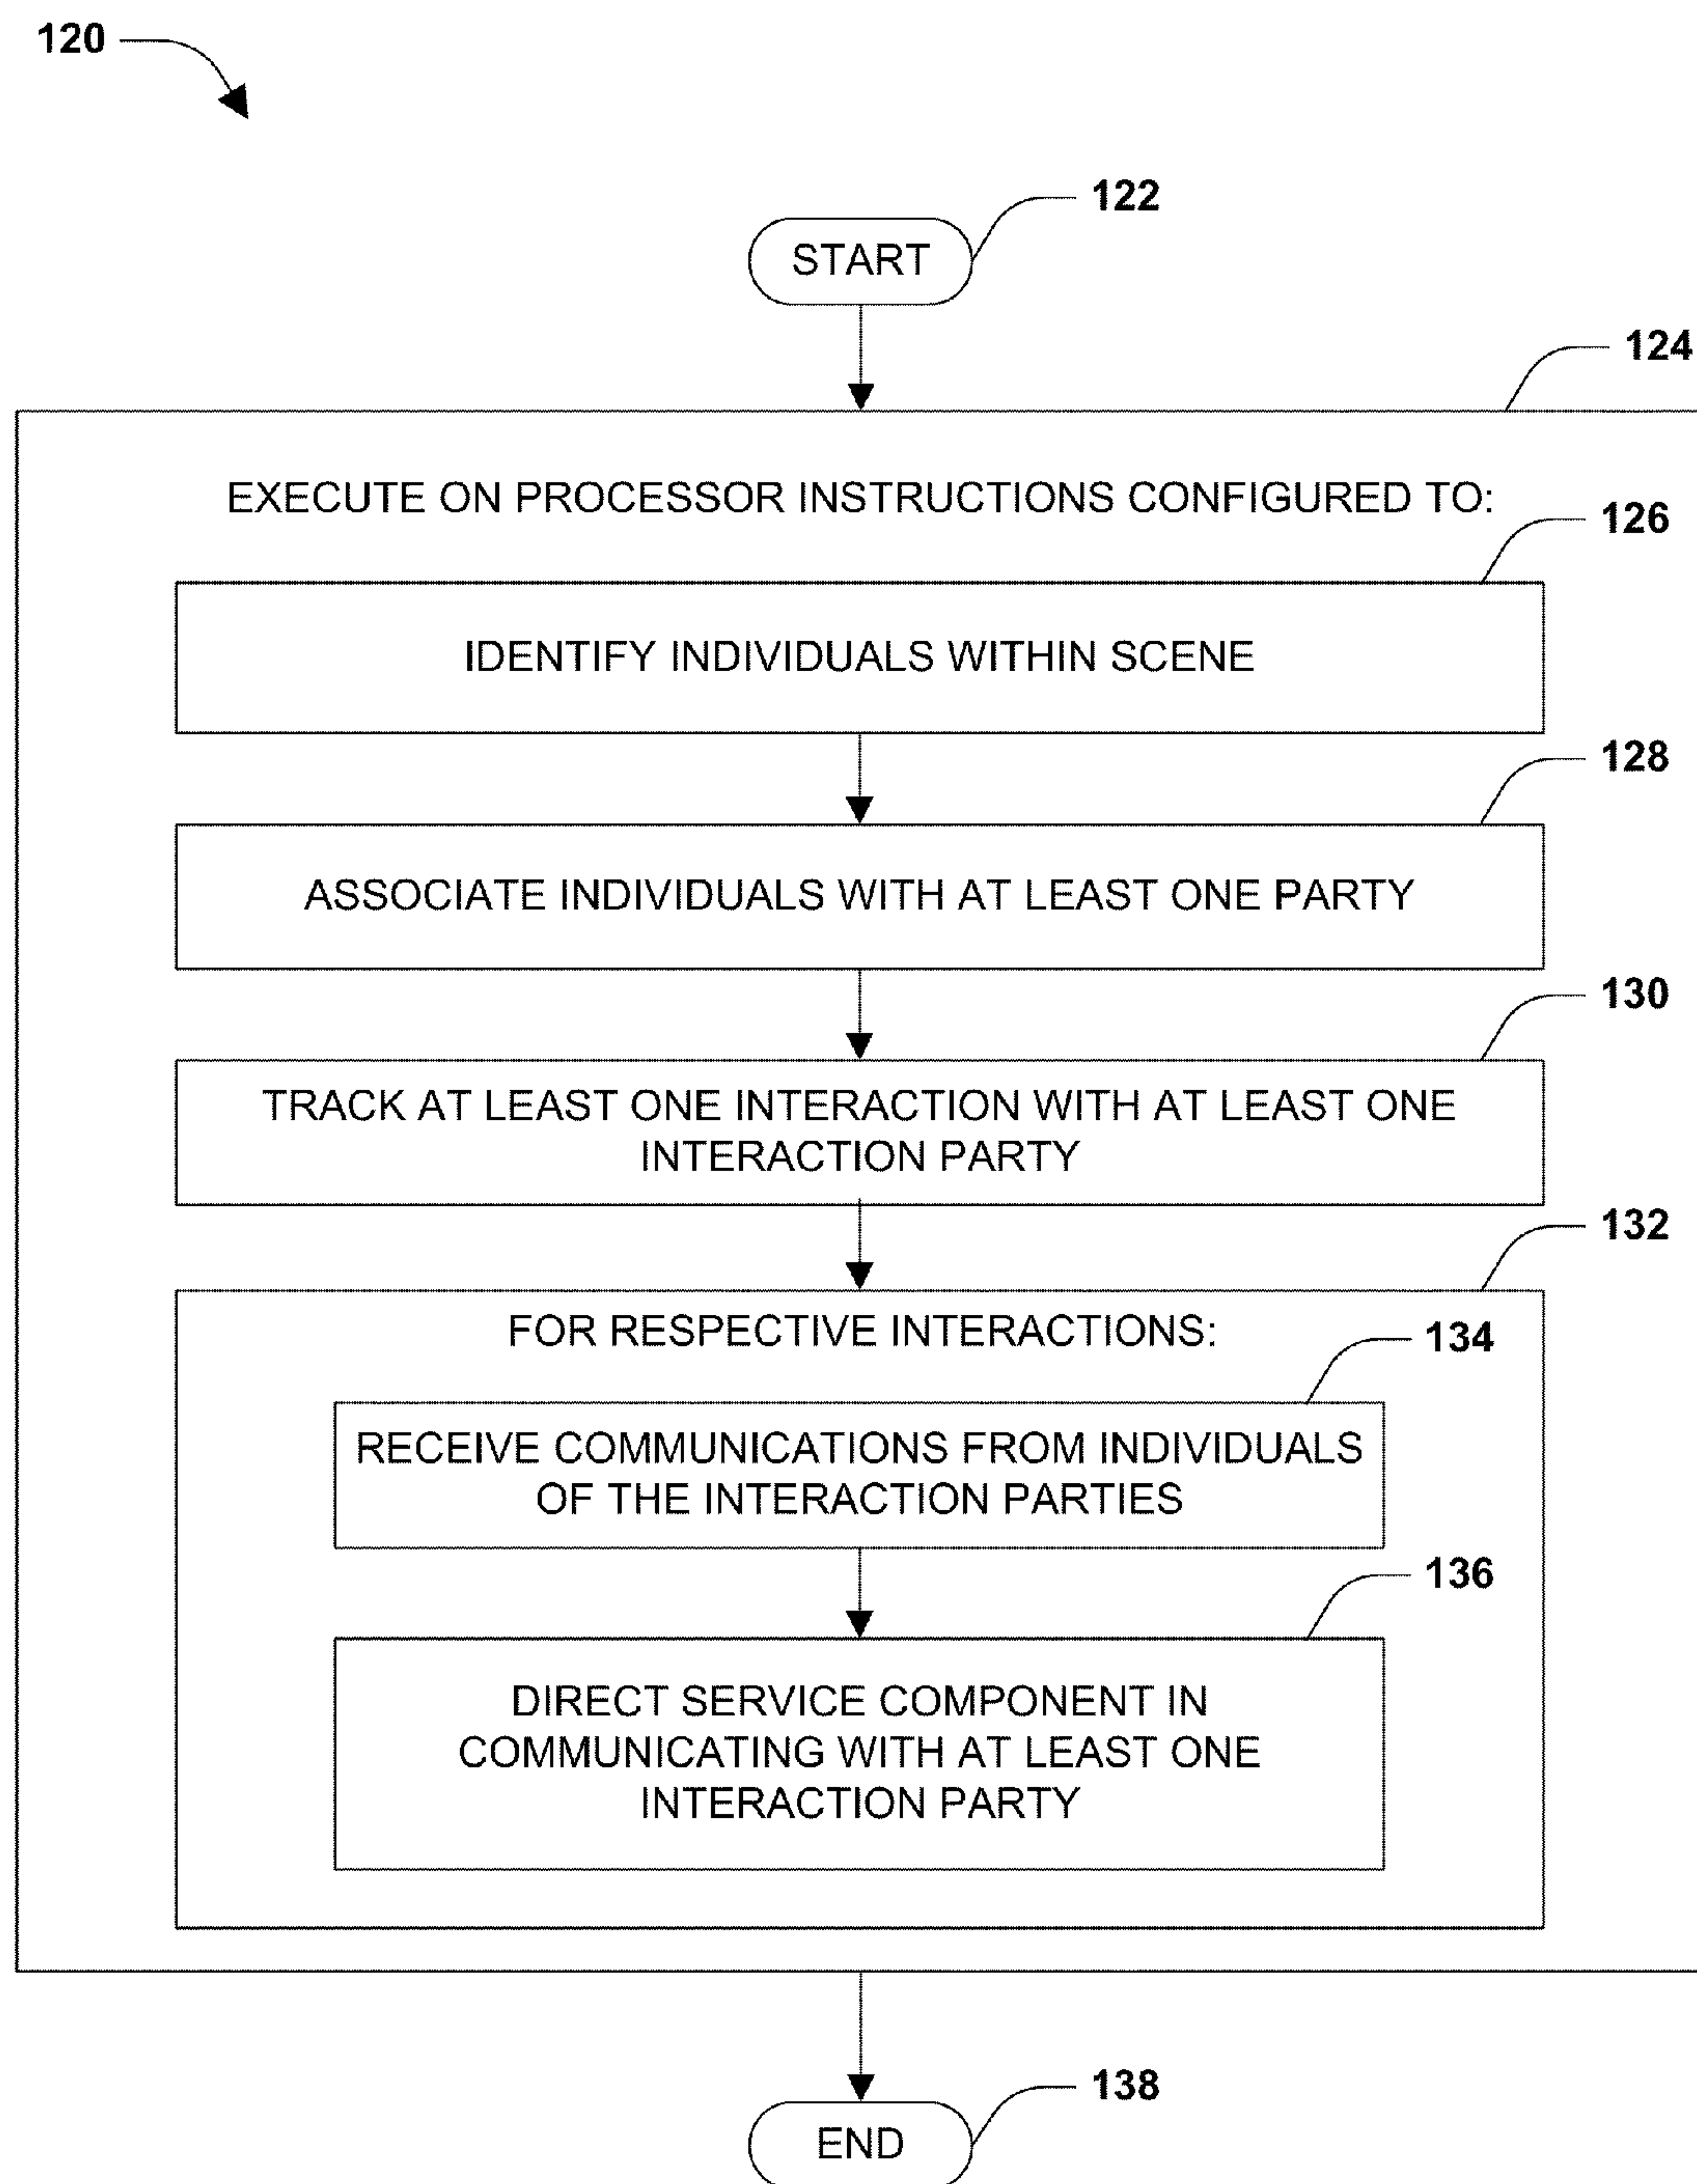 120
122
START
124
EXECUTE ON PROCESSOR INSTRUCTIONS CONFIGURED TO:
126
IDENTIFY INDIVIDUALS WITHIN SCENE
128
ASSOCIATE INDIVIDUALS WITH AT LEAST ONE PARTY
130
TRACK AT LEAST ONE INTERACTION WITH AT LEAST ONE
INTERACTION PARTY
132
FOR RESPECTIVE INTERACTIONS:
134
RECEIVE COMMUNICATIONS FROM INDIVIDUALS
OF THE INTERACTION PARTIES
136
DIRECT SERVICE COMPONENT IN
COMMUNICATING WITH AT LEAST ONE
INTERACTION PARTY
138
END